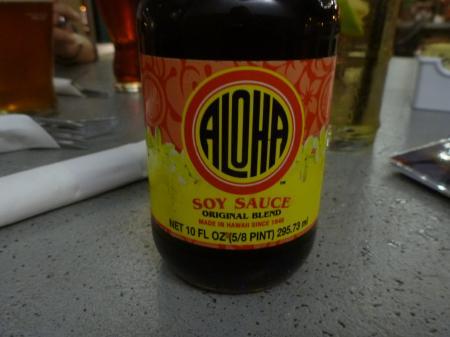 ALOHA
TM
SOY SAUCE
ORIGINAL BLEND
MADE IN HAWAII SINCE 1946
NET 10 FL OZ (5/8 PINT) 295.73 ml